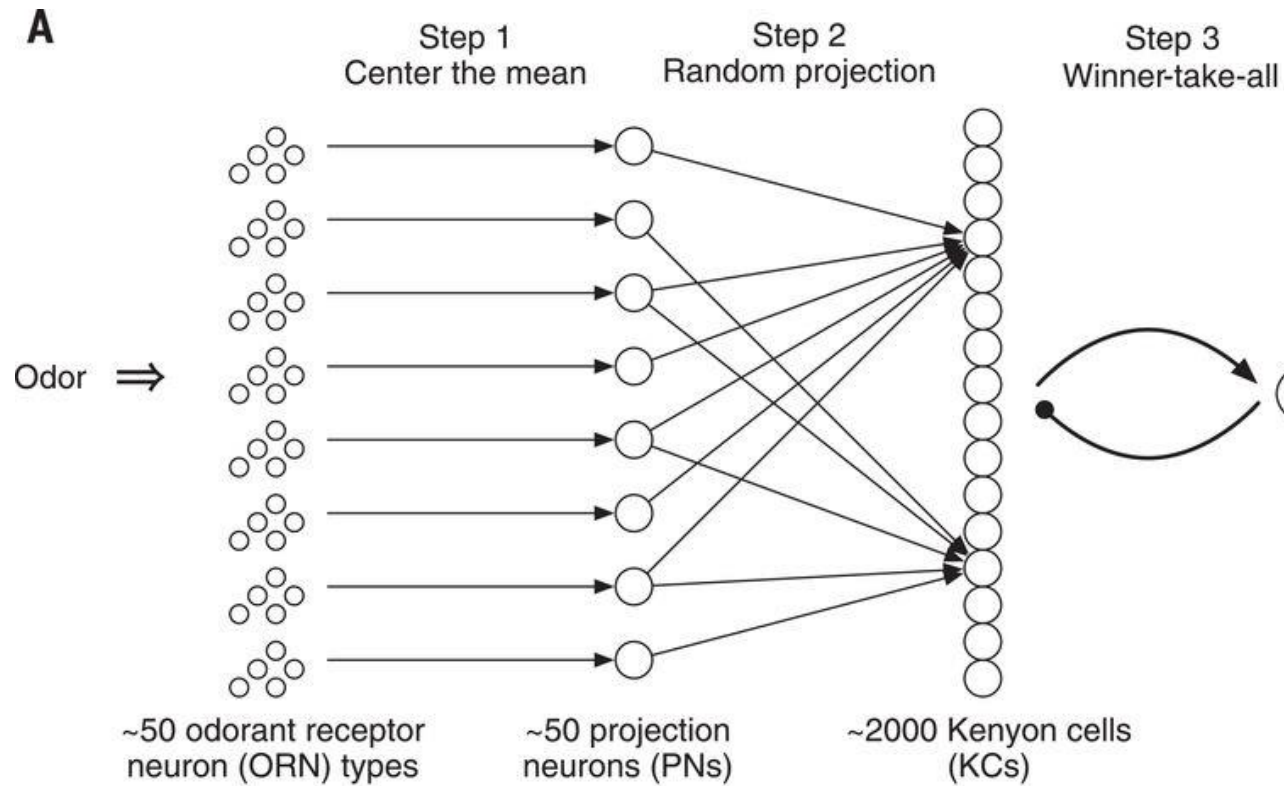 A
Step 1
Center the mean
Step 2
Random projection
Step 3
Winner-take-all
Odor ⇒
~50 odorant receptor
neuron (ORN) types
~50 projection
neurons (PNs)
~2000 Kenyon cells
(KCs)